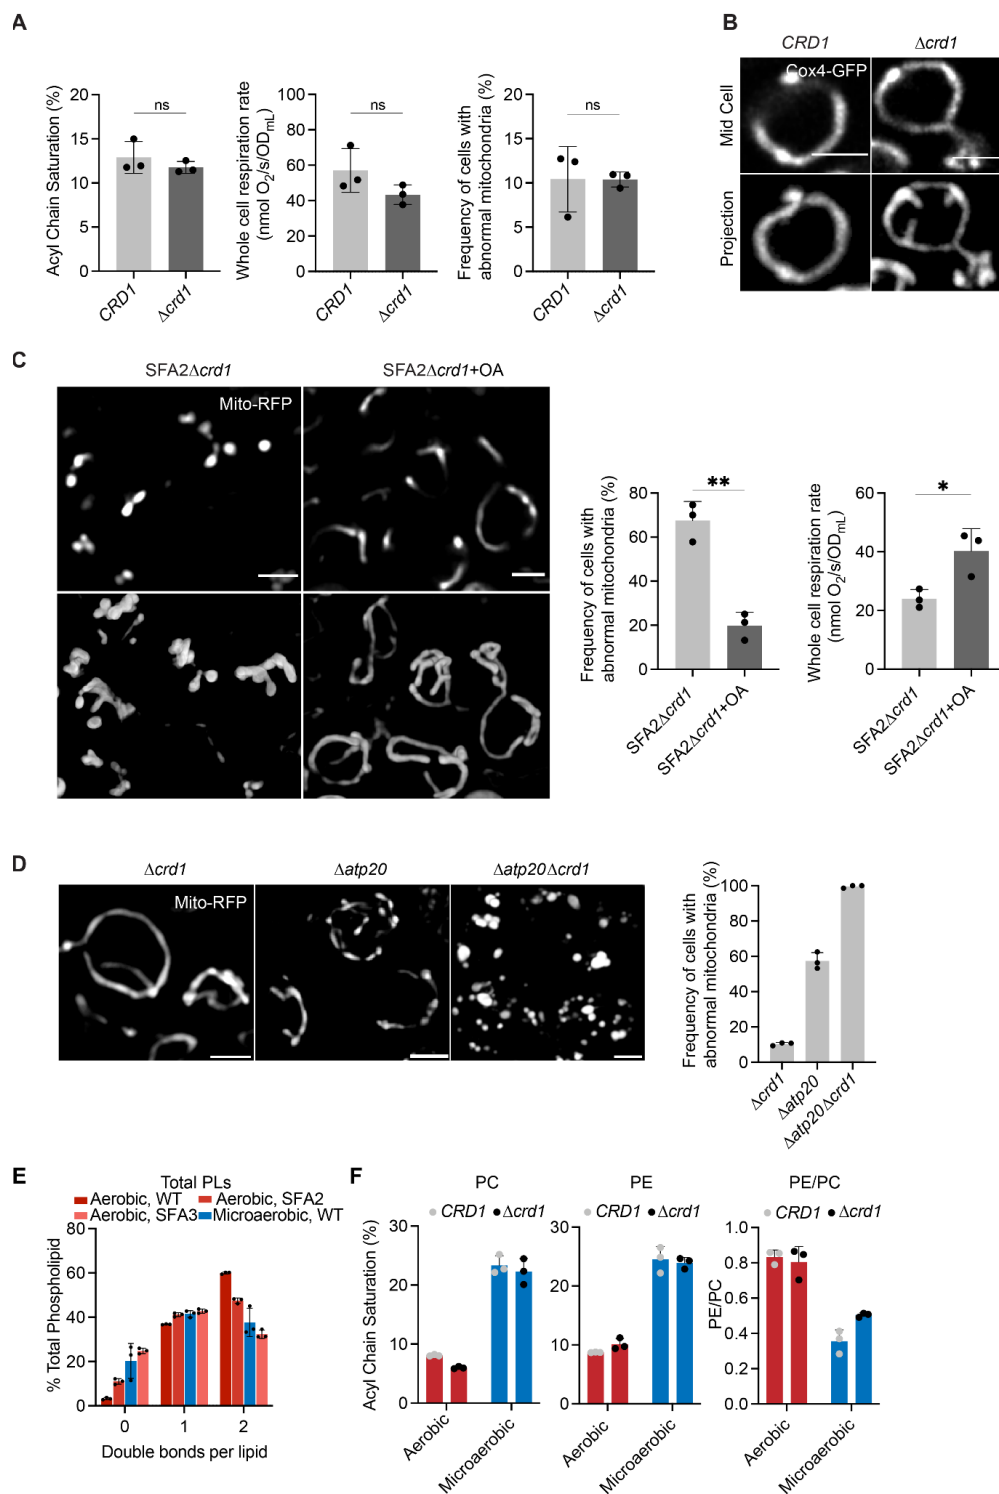 A
Acyl Chain Saturation (%)
20
15
10
5
0
ns
CRD1
Δcrd1
Whole cell respiration rate
(nmol O2/s/ODmL)
100
80
60
40
20
0
ns
CRD1
Δcrd1
Frequency of cells with
abnormal mitochondria (%)
20
15
10
5
0
ns
CRD1
Δcrd1
B
CRD1
Δcrd1
Cox4-GFP
Mid Cell
Projection
C
SFA2Δcrd1
SFA2Δcrd1+OA
Mito-RFP
Frequency of cells with
abnormal mitochondria (%)
80
60
40
20
0
**
SFA2Δcrd1
SFA2Δcrd1+OA
Whole cell respiration rate
(nmol O2/s/ODmL)
60
40
20
0
*
SFA2Δcrd1
SFA2Δcrd1+OA
D
Δcrd1
Δatp20
Δatp20Δcrd1
Mito-RFP
Frequency of cells with
abnormal mitochondria (%)
100
80
60
40
20
0
Δcrd1
Δatp20
Δatp20Δcrd1
E
Total PLs
Aerobic, WT
Aerobic, SFA2
Aerobic, SFA3
Microaerobic, WT
% Total Phospholipid
80
60
40
20
0
0
1
2
Double bonds per lipid
F
PC
CRD1
Δcrd1
Acyl Chain Saturation (%)
30
20
10
0
Aerobic
Microaerobic
PE
CRD1
Δcrd1
30
20
10
0
Aerobic
Microaerobic
PE/PC
CRD1
Δcrd1
PE/PC
0.8
0.6
0.4
0.2
0.0
Aerobic
Microaerobic